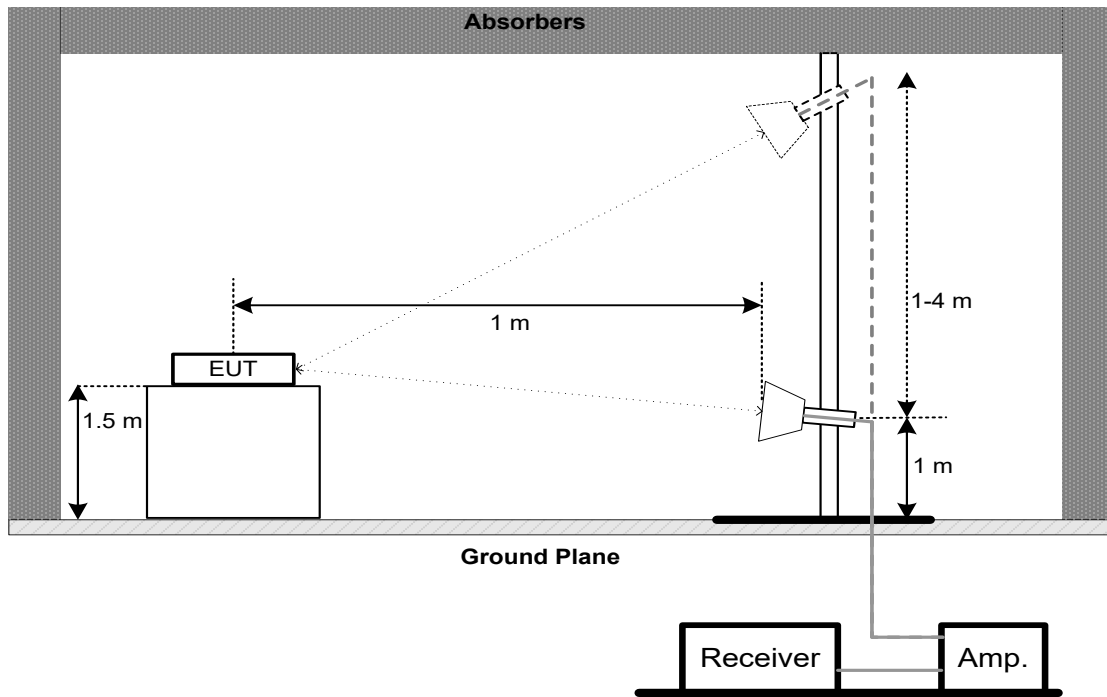 Absorbers
1 m
1-4 m
EUT
1.5 m
1 m
Ground Plane
Receiver
Amp.